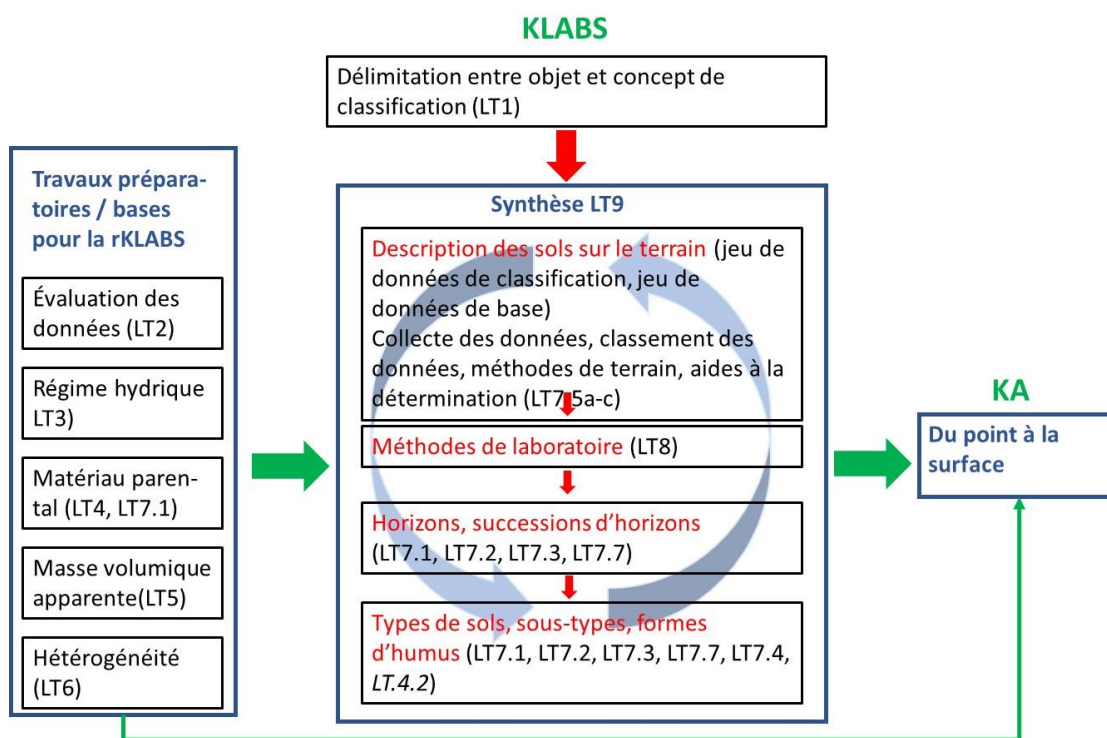 KLABS
Délimitation entre objet et concept de
classification (LT1)
Travaux prépara-
toires / bases
pour la rKLABS
Évaluation des
données (LT2)
Régime hydrique
LT3)
Matériau paren-
tal (LT4, LT7.1)
Masse volumique
apparente(LT5)
Hétérogénéité
(LT6)
Synthèse LT9
Description des sols sur le terrain (jeu de
données de classification, jeu de
données de base)
Collecte des données, classement des
données, méthodes de terrain, aides à la
détermination (LT7.5a-c)
Méthodes de laboratoire (LT8)
Horizons, successions d’horizons
(LT7.1, LT7.2, LT7.3, LT7.7)
Types de sols, sous-types, formes
d’humus (LT7.1, LT7.2, LT7.3, LT7.7, LT7.4,
LT.4.2)
KA
Du point à la
surface